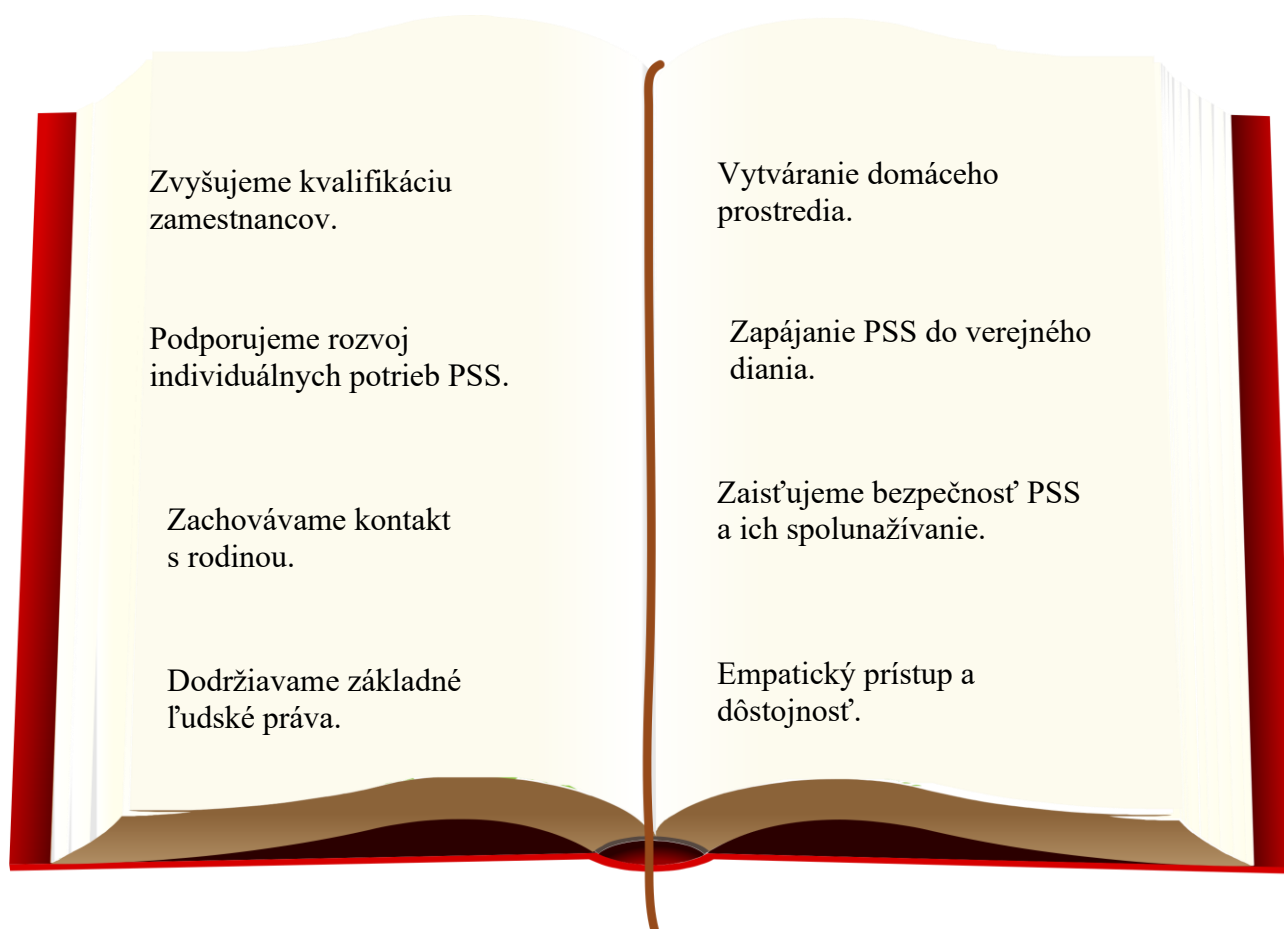 Zvyšujeme kvalifikáciu
zamestnancov.
Podporujeme rozvoj
individuálnych potrieb PSS.
Zachovávame kontakt
s rodinou.
Dodržiavame základné
ľudské práva.
Vytváranie domáceho
prostredia.
Zapájanie PSS do verejného
diania.
Zaisťujeme bezpečnosť PSS
a ich spolunažívanie.
Empatický prístup a
dôstojnosť.